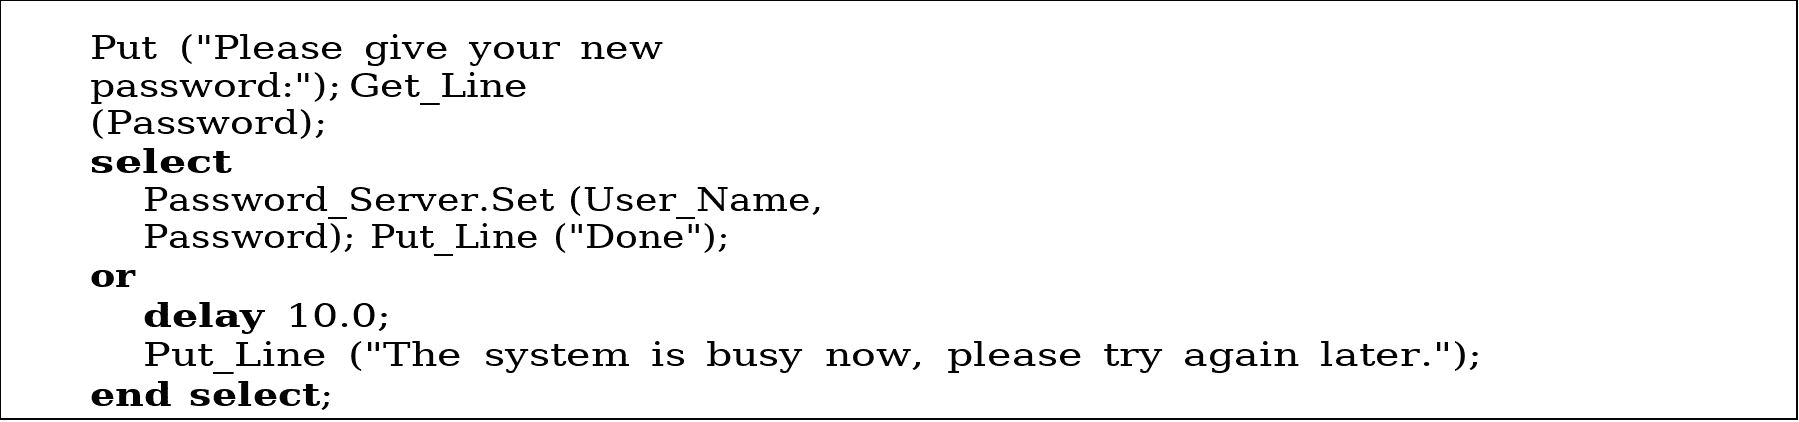 Put ("Please give your new
password:"); Get_Line
(Password);
select
Password_Server.Set (User_Name,
Password); Put_Line ("Done");
or
delay 10.0;
Put_Line ("The system is busy now, please try again later.");
end select;